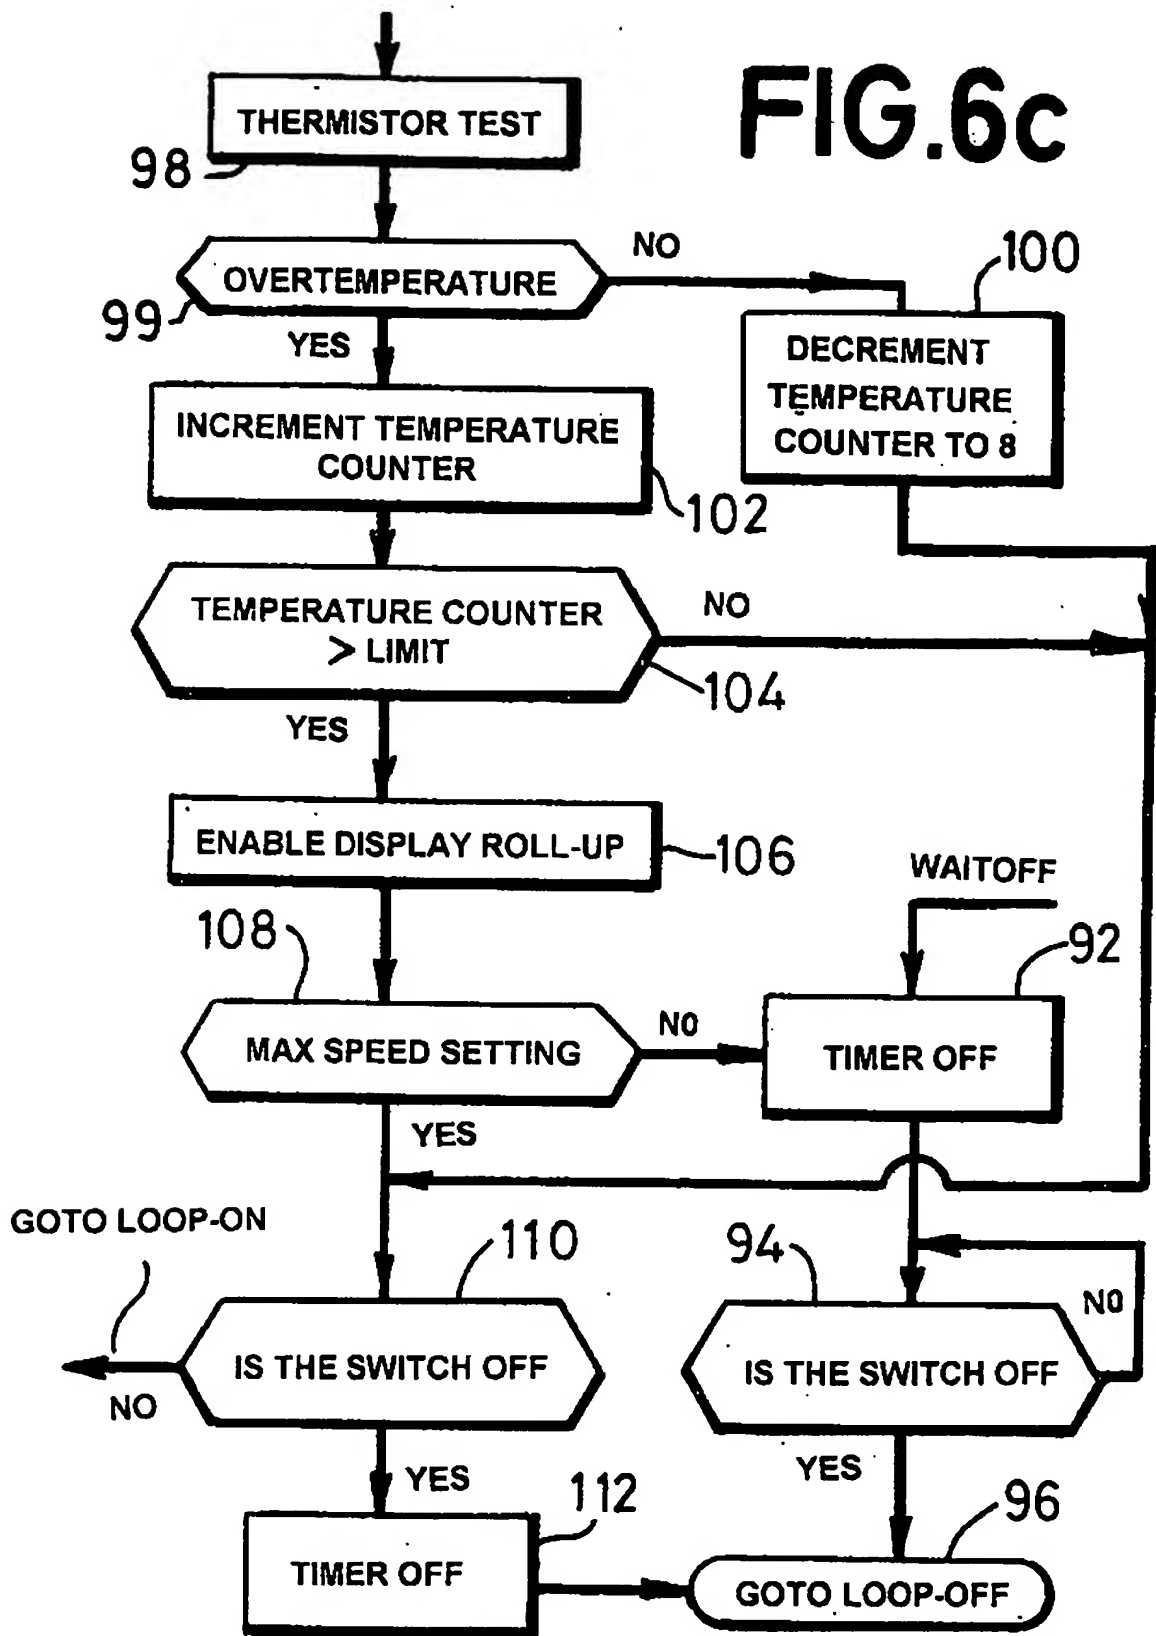 FIG.6c
THERMISTOR TEST
98
OVERTEMPERATURE
NO
99
YES
100
DECREMENT
TEMPERATURE
COUNTER TO 8
INCREMENT TEMPERATURE
COUNTER
102
TEMPERATURE COUNTER
> LIMIT
NO
104
YES
ENABLE DISPLAY ROLL-UP
106
WAITOFF
108
92
MAX SPEED SETTING
NO
TIMER OFF
YES
GOTO LOOP-ON
110
94
NO
IS THE SWITCH OFF
IS THE SWITCH OFF
NO
YES
YES
112
96
TIMER OFF
GOTO LOOP-OFF